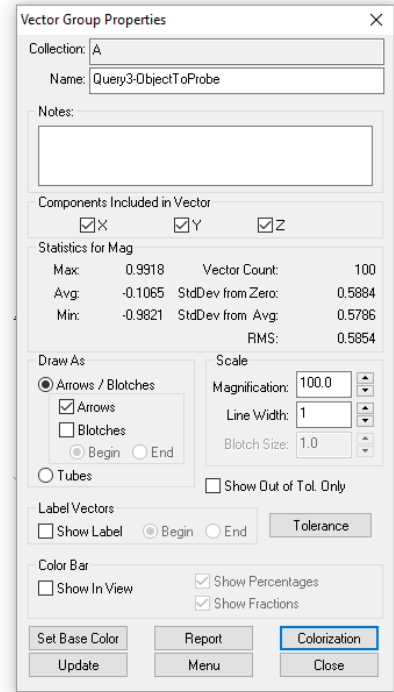 Vector Group Properties
Collection: A
Name: Query3-ObjectToProbe
Notes:
Components Included in Vector
X Y Z
Statistics for Mag
Max: 0.9918 Vector Count: 100
Avg: -0.1065 StdDev from Zero: 0.5884
Min: -0.9821 StdDev from Avg: 0.5786
RMS: 0.5854
Draw As
Arrows / Blotches
Arrows
Blotches
Begin End
Tubes
Scale
Magnification: 100.0
Line Width: 1
Blotch Size: 1.0
Show Out of Tol. Only
Label Vectors
Show Label Begin End
Tolerance
Color Bar
Show In View
Show Percentages
Show Fractions
Set Base Color Report Colorization
Update Menu Close